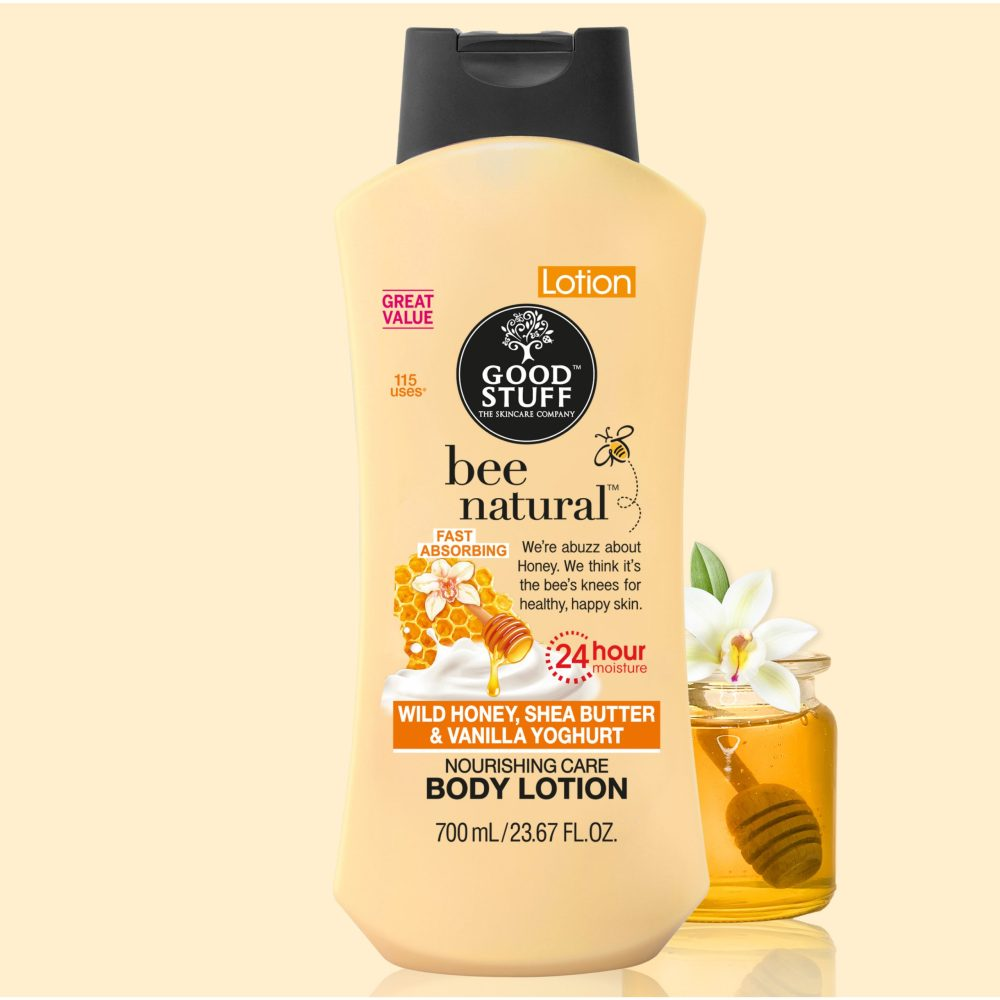 Lotion
GREAT
VALUE
115
uses*
GOOD™
STUFF
THE SKINCARE COMPANY
bee
natural™
FAST
ABSORBING
We're abuzz about
Honey. We think it's
the bee's knees for
healthy, happy skin.
24 hour
moisture
WILD HONEY, SHEA BUTTER
& VANILLA YOGHURT
NOURISHING CARE
BODY LOTION
700 mL/23.67 FL.OZ.